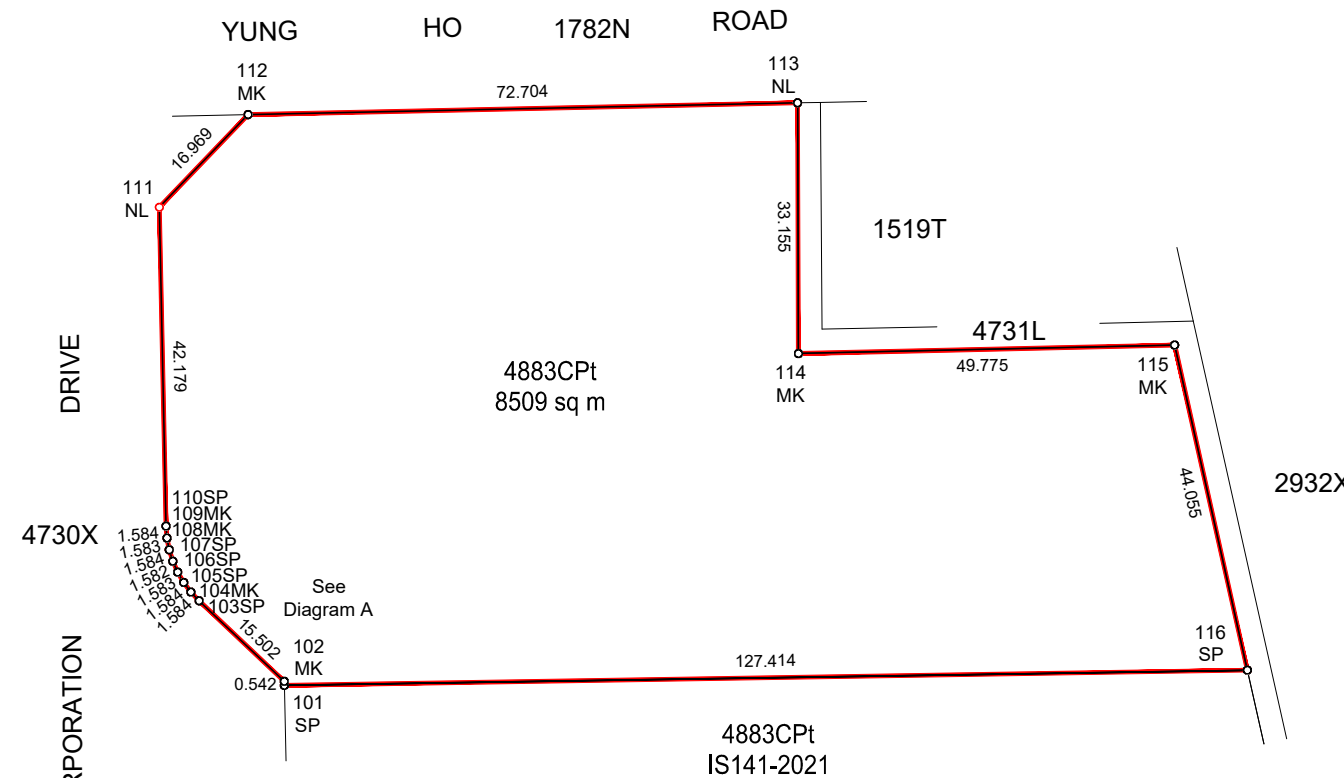 YUNG HO 1782N ROAD
112
MK
113
NL
72.704
16.969
111
NL
33.155
1519T
DRIVE
42.179
4883CPt
8509 sq m
4731L
49.775
114
MK
115
MK
44.055
2932X
4730X
110SP
109MK
108MK
107SP
106SP
105SP
104MK
103SP
1.584
1.583
1.584
1.582
1.583
1.584
1.584
See
Diagram A
15.502
102
MK
0.542
101
SP
127.414
116
SP
RPORATION
4883CPt
IS141-2021